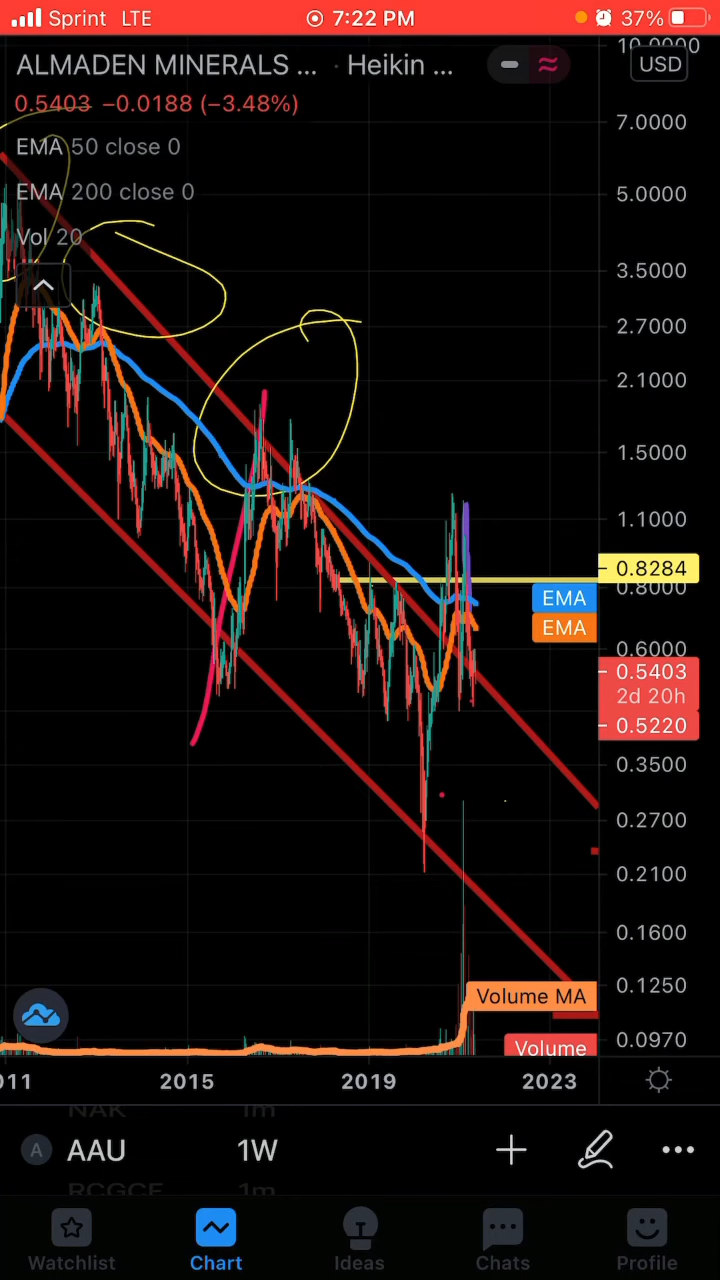 Sprint LTE 7:22 PM 37%
ALMADEN MINERALS ... · Heikin ... USD
10.0000
0.5403 −0.0188 (−3.48%)
7.0000
EMA 50 close 0
EMA 200 close 0
5.0000
Vol 20
3.5000
2.7000
2.1000
1.5000
1.1000
0.8284
0.8000
EMA
EMA
0.6000
0.5403
2d 20h
0.5220
0.3500
0.2700
0.2100
0.1600
0.1250
Volume MA
0.0970
Volume
011 2015 2019 2023
NAK 1m
A AAU 1W
RCGCF 1m
Watchlist Chart Ideas Chats Profile